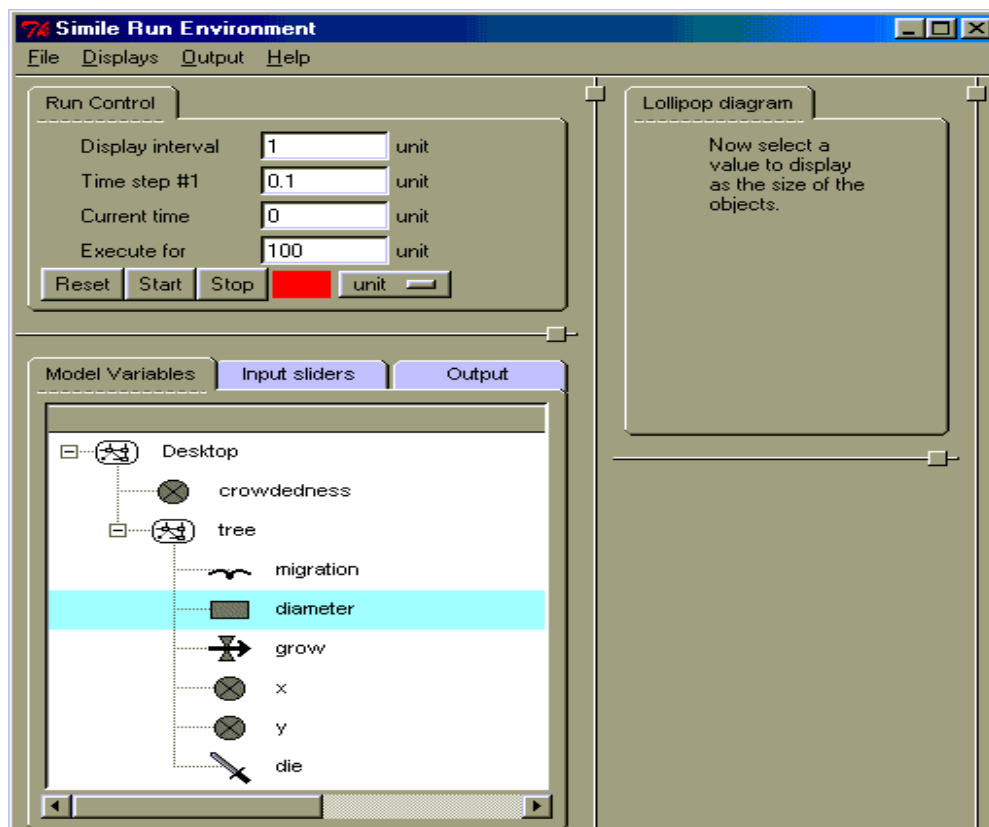 Simile Run Environment
File Displays Output Help
Run Control
Display interval 1 unit
Time step #1 0.1 unit
Current time 0 unit
Execute for 100 unit
Reset Start Stop unit
Model Variables Input sliders Output
Desktop
crowdedness
tree
migration
diameter
grow
x
y
die
Lollipop diagram
Now select a
value to display
as the size of the
objects.